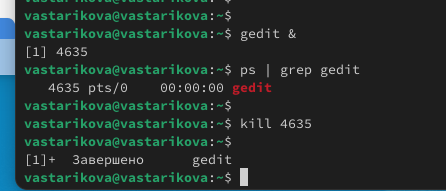 vastarikova@vastarikova:~$
vastarikova@vastarikova:~$ gedit &
[1] 4635
vastarikova@vastarikova:~$ ps | grep gedit
   4635 pts/0    00:00:00 gedit
vastarikova@vastarikova:~$
vastarikova@vastarikova:~$ kill 4635
vastarikova@vastarikova:~$
[1]+  Завершено      gedit
vastarikova@vastarikova:~$